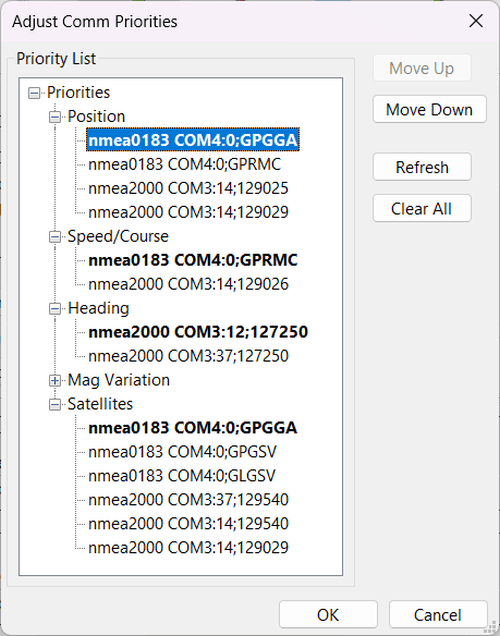 Adjust Comm Priorities
Priority List
Priorities
Position
nmea0183 COM4:0;GPGGA
nmea0183 COM4:0;GPRMC
nmea2000 COM3:14;129025
nmea2000 COM3:14;129029
Speed/Course
nmea0183 COM4:0;GPRMC
nmea2000 COM3:14;129026
Heading
nmea2000 COM3:12;127250
nmea2000 COM3:37;127250
Mag Variation
Satellites
nmea0183 COM4:0;GPGGA
nmea0183 COM4:0;GPGSV
nmea0183 COM4:0;GLGSV
nmea2000 COM3:37;129540
nmea2000 COM3:14;129540
nmea2000 COM3:14;129029
Move Up
Move Down
Refresh
Clear All
OK
Cancel